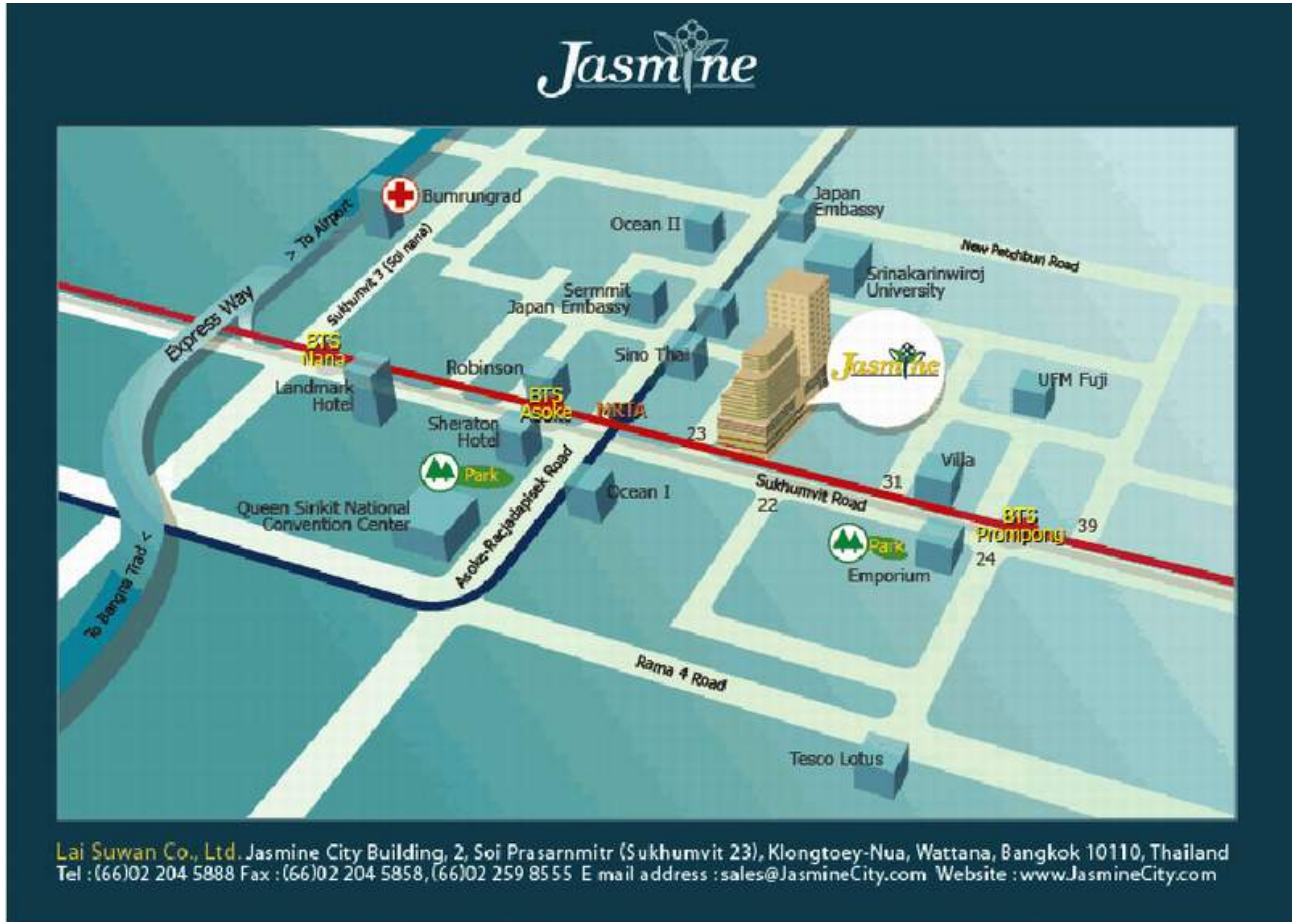 Jasmine
Bumrungrad
> To Airport
Sukhumvit 3 (Soi nana)
Express Way
Ocean II
Japan
Embassy
New Petchburi Road
Srinakarinwiroj
University
Sermmit
Japan Embassy
Sino Thai
Jasmine
UFM Fuji
BTS
Nana
Landmark
Hotel
Robinson
BTS
Asoke
MRTA
Sheraton
Hotel
23
Park
Queen Sirikit National
Convention Center
Asoke-Racjadapisek Road
Ocean I
Sukhumvit Road
22
31
Villa
BTS
Prompong
39
24
Park
Emporium
To Bangna Trad <
Rama 4 Road
Tesco Lotus
Lai Suwan Co., Ltd. Jasmine City Building, 2, Soi Prasarnmitr (Sukhumvit 23), Klongtoey-Nua, Wattana, Bangkok 10110, Thailand
Tel :(66)02 204 5888 Fax :(66)02 204 5858, (66)02 259 8555 E mail address :sales@JasmineCity.com Website :www.JasmineCity.com